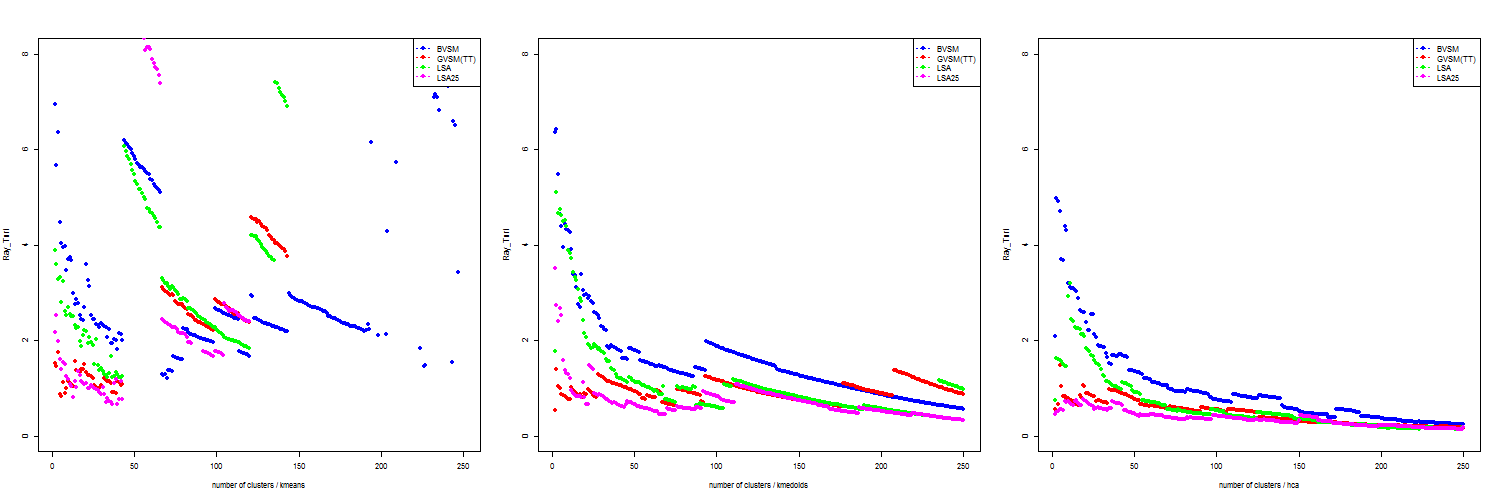 8
6
4
2
0
Ray_Turi
BVSM
GVSM(TT)
LSA
LSA25
0 50 100 150 200 250
number of clusters / kmeans
8
6
4
2
0
Ray_Turi
BVSM
GVSM(TT)
LSA
LSA25
0 50 100 150 200 250
number of clusters / kmedoids
8
6
4
2
0
Ray_Turi
BVSM
GVSM(TT)
LSA
LSA25
0 50 100 150 200 250
number of clusters / hca